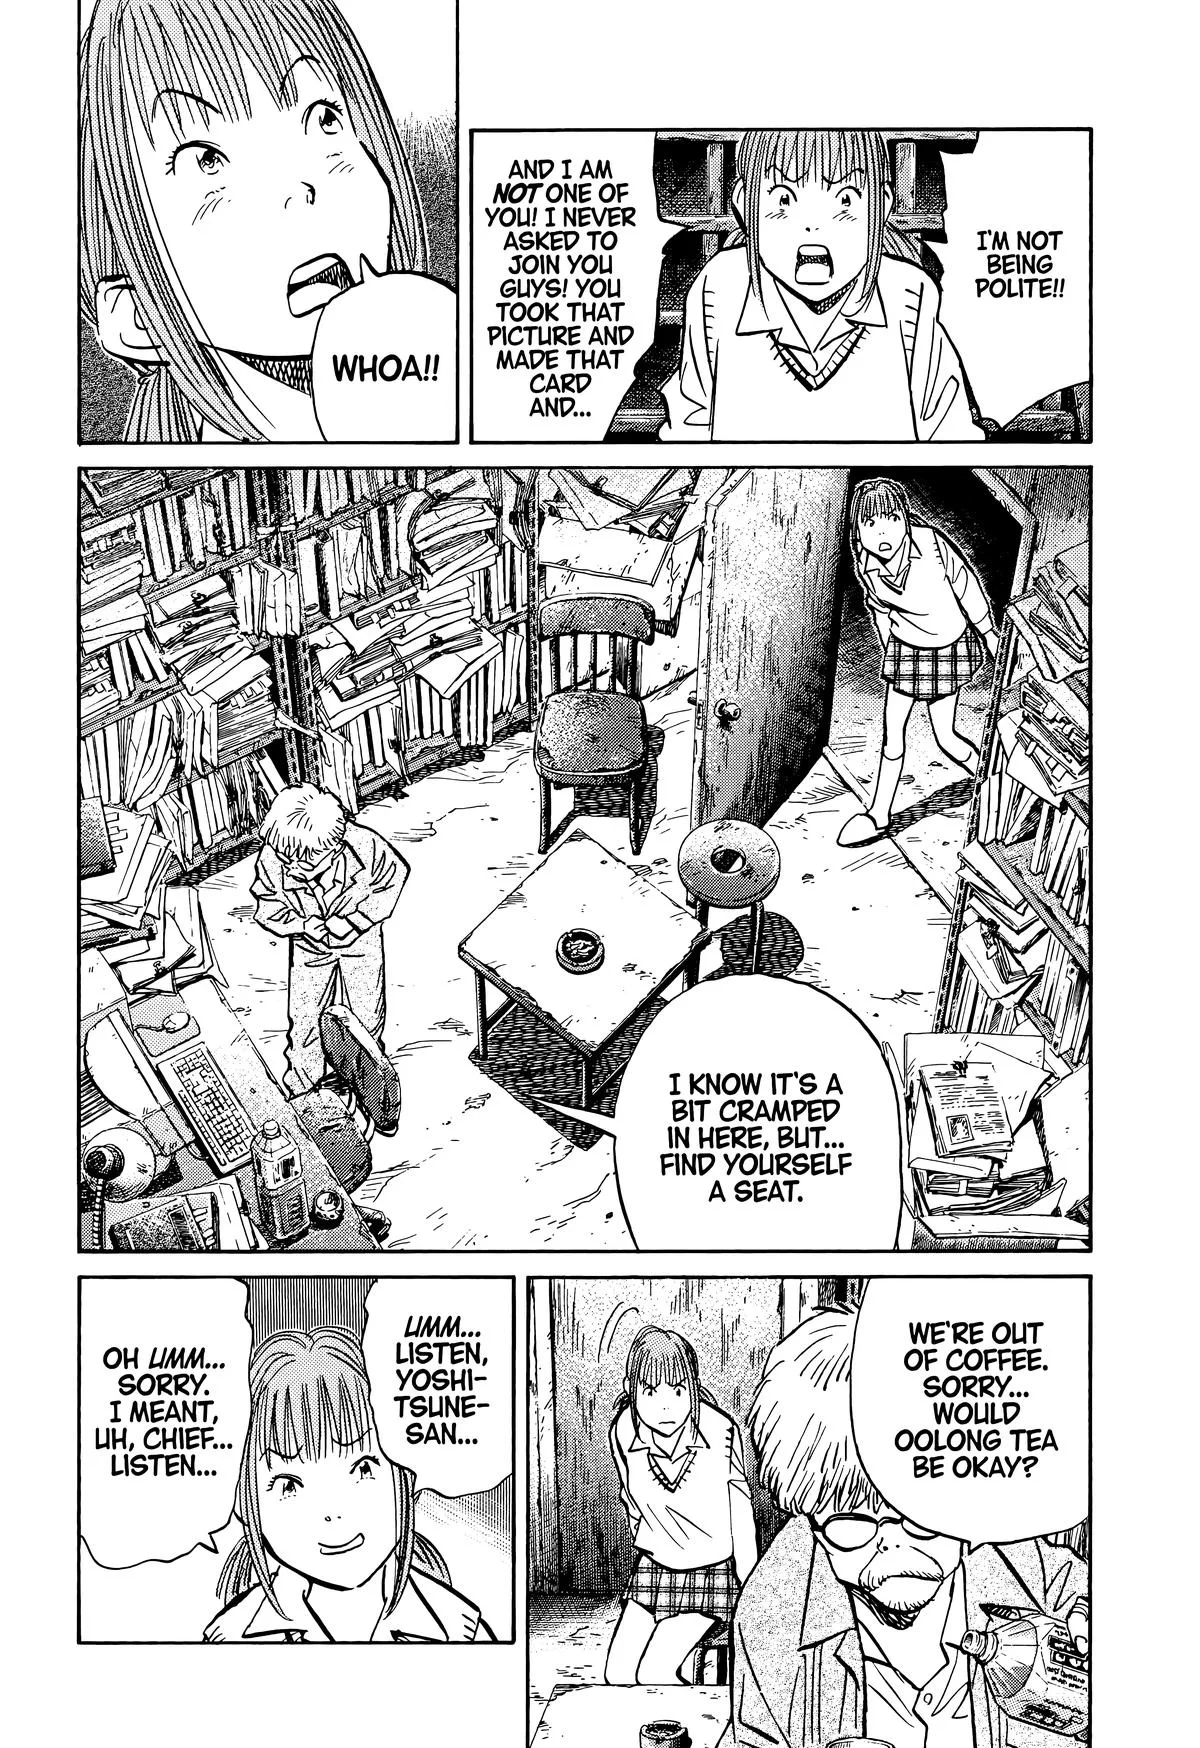 I'M NOT
BEING
POLITE!!
AND I AM
NOT ONE OF
YOU! I NEVER
ASKED TO
JOIN YOU
GUYS! YOU
TOOK THAT
PICTURE AND
MADE THAT
CARD
AND...
WHOA!!
I KNOW IT'S A
BIT CRAMPED
IN HERE, BUT...
FIND YOURSELF
A SEAT.
WE'RE OUT
OF COFFEE.
SORRY...
WOULD
OOLONG TEA
BE OKAY?
UMM...
LISTEN,
YOSHI-
TSUNE-
SAN...
OH UMM...
SORRY.
I MEANT,
UH, CHIEF...
LISTEN...